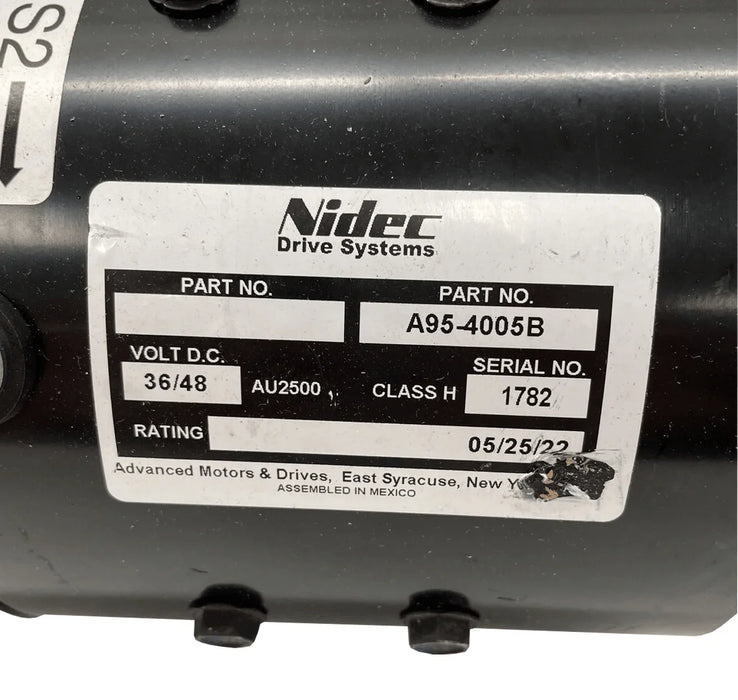 S2
Nidec
Drive Systems
PART NO. PART NO.
A95-4005B
VOLT D.C. SERIAL NO.
36/48 AU2500 , CLASS H 1782
RATING 05/25/22
Advanced Motors & Drives, East Syracuse, New
ASSEMBLED IN MEXICO